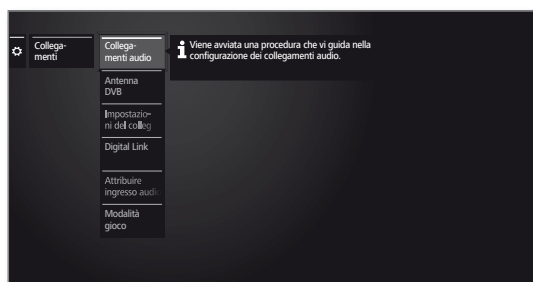 Collega-
menti
Collega-
menti audio
Viene avviata una procedura che vi guida nella
configurazione dei collegamenti audio.
Antenna
DVB
Impostazio-
ni del colleg
Digital Link
Attribuire
ingresso audio
Modalità
gioco